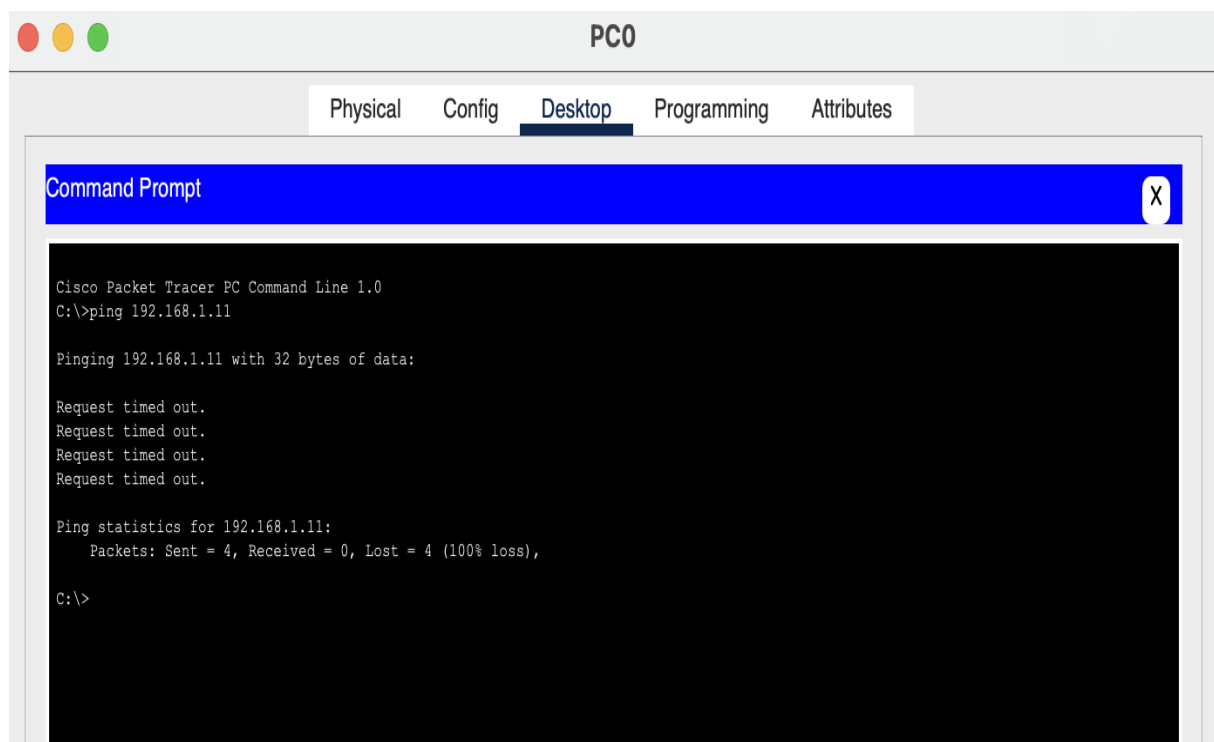 PC0
Physical Config Desktop Programming Attributes
Command Prompt
X
Cisco Packet Tracer PC Command Line 1.0
C:\>ping 192.168.1.11
Pinging 192.168.1.11 with 32 bytes of data:
Request timed out.
Request timed out.
Request timed out.
Request timed out.
Ping statistics for 192.168.1.11:
    Packets: Sent = 4, Received = 0, Lost = 4 (100% loss),
C:\>